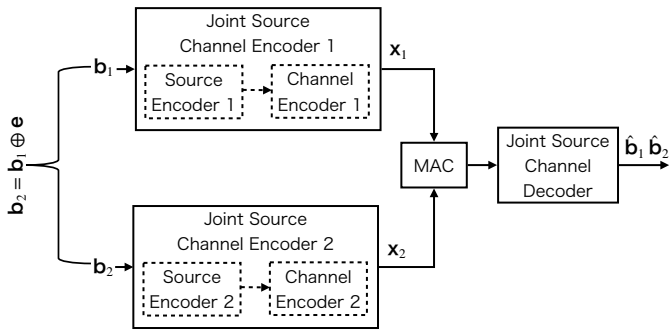 b₂ = b₁ ⊕ e
b₁
Joint Source
Channel Encoder 1
Source
Encoder 1
Channel
Encoder 1
x₁
b₂
Joint Source
Channel Encoder 2
Source
Encoder 2
Channel
Encoder 2
x₂
MAC
Joint Source
Channel
Decoder
b̂₁ b̂₂